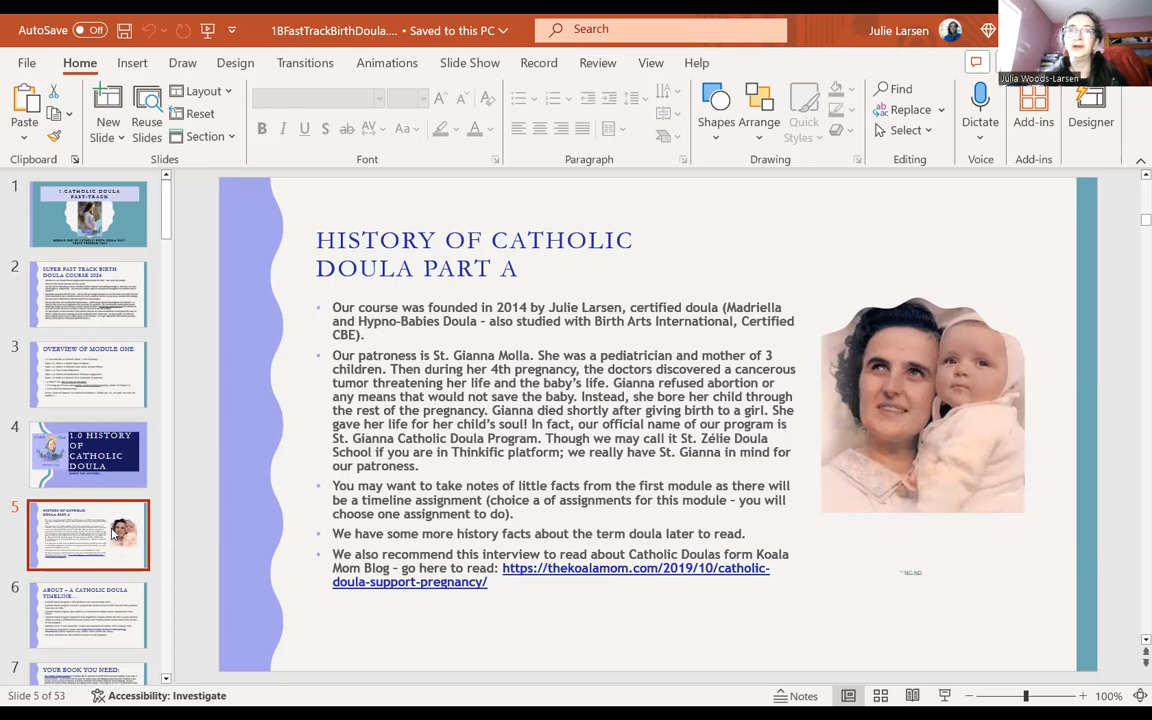 AutoSave Off 1BFastTrackBirthDoula.... • Saved to this PC Search Julie Larsen
Julia Woods-Larsen
File Home Insert Draw Design Transitions Animations Slide Show Record Review View Help
Paste New Slide Reuse Slides Layout Reset Section
B I U S ab AV Aa A
Shapes Arrange Quick Styles Find Replace Select Dictate Add-ins Designer
Clipboard Slides Font Paragraph Drawing Editing Voice Add-ins
1
1.CATHOLIC DOULA
FAST-TRACK
2
SUPER FAST TRACK BIRTH
DOULA COURSE 2024
3
OVERVIEW OF MODULE ONE
4
1.0 HISTORY
OF
CATHOLIC
DOULA
5
HISTORY OF CATHOLIC
DOULA PART A
6
ABOUT – A CATHOLIC DOULA
TIMELINE...
7
YOUR BOOK YOU NEED:
HISTORY OF CATHOLIC
DOULA PART A
• Our course was founded in 2014 by Julie Larsen, certified doula (Madriella
and Hypno-Babies Doula – also studied with Birth Arts International, Certified
CBE).
• Our patroness is St. Gianna Molla. She was a pediatrician and mother of 3
children. Then during her 4th pregnancy, the doctors discovered a cancerous
tumor threatening her life and the baby's life. Gianna refused abortion or
any means that would not save the baby. Instead, she bore her child through
the rest of the pregnancy. Gianna died shortly after giving birth to a girl. She
gave her life for her child's soul! In fact, our official name of our program is
St. Gianna Catholic Doula Program. Though we may call it St. Zélie Doula
School if you are in Thinkific platform; we really have St. Gianna in mind for
our patroness.
• You may want to take notes of little facts from the first module as there will
be a timeline assignment (choice a of assignments for this module – you will
choose one assignment to do).
• We have some more history facts about the term doula later to read.
• We also recommend this interview to read about Catholic Doulas form Koala
Mom Blog – go here to read: https://thekoalamom.com/2019/10/catholic-
doula-support-pregnancy/
Slide 5 of 53 Accessibility: Investigate Notes 100%